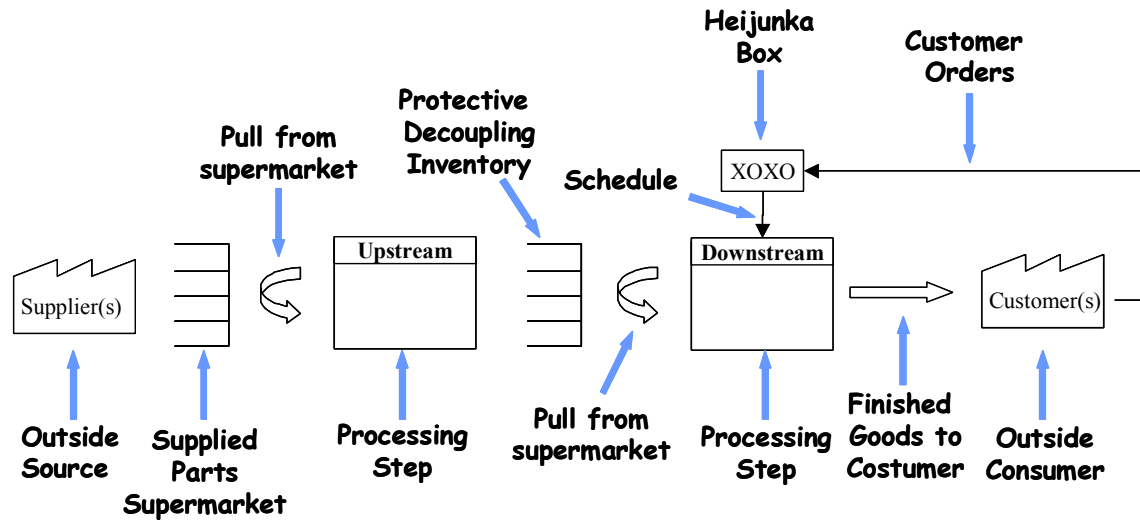 Heijunka
Box
Customer
Orders
Protective
Decoupling
Inventory
Pull from
supermarket
Schedule
XOXO
Upstream
Downstream
Supplier(s)
Customer(s)
Outside
Source
Supplied
Parts
Supermarket
Processing
Step
Pull from
supermarket
Processing
Step
Finished
Goods to
Costumer
Outside
Consumer